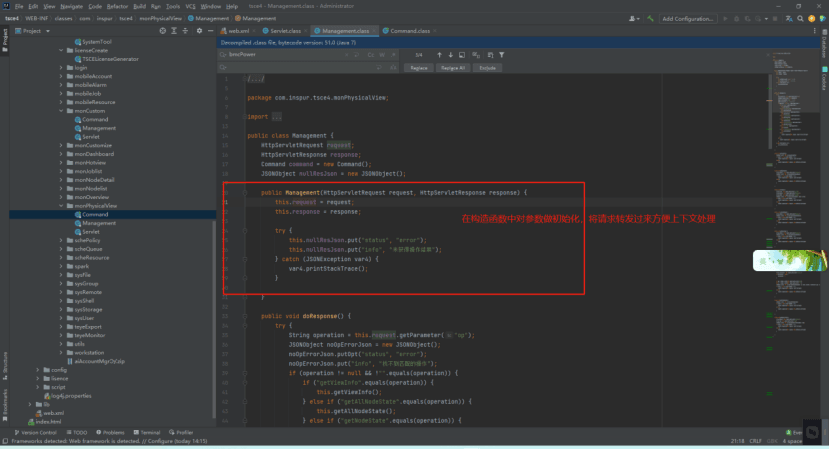 File Edit View Navigate Code Refactor Build Run Tools VCS Window Help tsce4 - Management.class - Administrator
tsce4 WEB-INF classes com inspur tsce4 monPhysicalView Management Management Add Configuration...
Project
web.xml Servlet.class Management.class Command.class
Decompiled .class file, bytecode version: 51.0 (Java 7)
SystemTool
licenseCreate
TSCELicenseGenerator
login
mobileAccount
mobileAlarm
mobileJob
mobileResource
monCustom
Command
Management
Servlet
monCustomize
monDashboard
monHotview
monJoblist
monNodeDetail
monNodelist
monOverview
monPhysicalView
Command
Management
Servlet
schePolicy
scheQueue
scheResource
spark
sysFile
sysGroup
sysRemote
sysShell
sysStorage
sysUser
teyeExport
teyeMonitor
utils
workstation
config
licence
script
log4j.properties
lib
web.xml
index.html
bmcPower
Replace Replace All Exclude
package com.inspur.tsce4.monPhysicalView;
import ...
public class Management {
HttpServletRequest request;
HttpServletResponse response;
Command command = new Command();
JSONObject nullResJson = new JSONObject();
public Management(HttpServletRequest request, HttpServletResponse response) {
this.request = request;
this.response = response;
在构造函数中对参数做初始化，将请求转发过来方便上下文处理
try {
this.nullResJson.put("status", "error");
this.nullResJson.put("info", "未获得操作结果");
} catch (JSONException var4) {
var4.printStackTrace();
}
}
public void doResponse() {
try {
String operation = this.request.getParameter( s: "op");
JSONObject noOpErrorJson = new JSONObject();
noOpErrorJson.putOpt("status", "error");
noOpErrorJson.put("info", "找不到匹配的操作");
if (operation != null && !"".equals(operation)) {
if ("getViewInfo".equals(operation)) {
this.getViewInfo();
} else if ("getAllNodeState".equals(operation)) {
this.getAllNodeState();
} else if ("getNodeState".equals(operation)) {
Version Control TODO Problems Terminal Profiler
Frameworks detected: Web framework is detected. // Configure (today 14:15)
21:18 CRLF